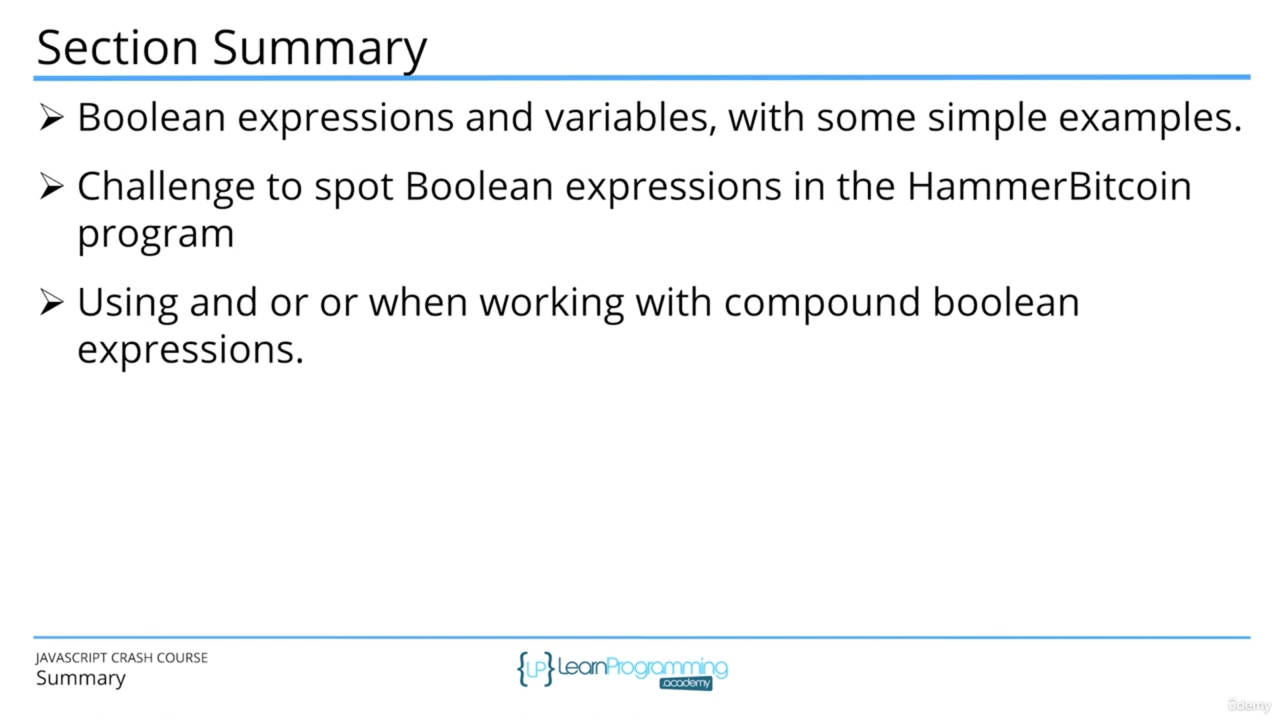 Section Summary
➢ Boolean expressions and variables, with some simple examples.
➢ Challenge to spot Boolean expressions in the HammerBitcoin
program
➢ Using and or or when working with compound boolean
expressions.
JAVASCRIPT CRASH COURSE
Summary
{LP} LearnProgramming
academy
ûdemy